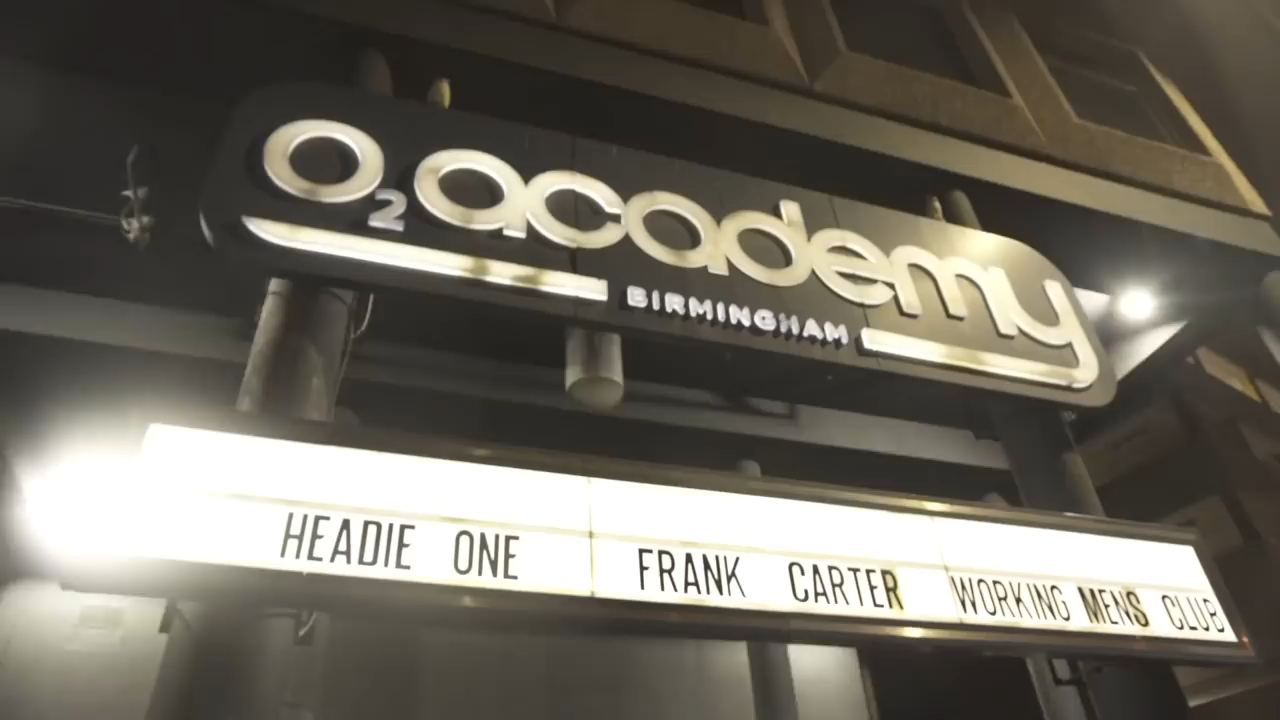 O2 academy
BIRMINGHAM
HEADIE ONE FRANK CARTER WORKING MENS CLUB